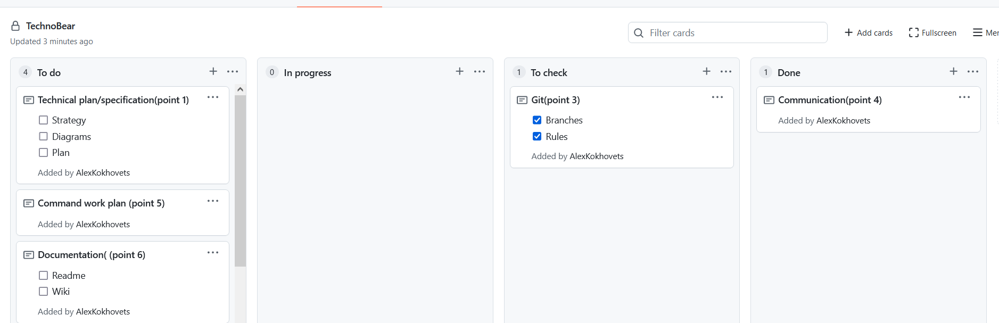 TechnoBear
Updated 3 minutes ago
Filter cards
Add cards
Fullscreen
4 To do
Technical plan/specification(point 1)
Strategy
Diagrams
Plan
Added by AlexKokhovets
Command work plan (point 5)
Added by AlexKokhovets
Documentation( (point 6)
Readme
Wiki
Added by AlexKokhovets
0 In progress
1 To check
Git(point 3)
Branches
Rules
Added by AlexKokhovets
1 Done
Communication(point 4)
Added by AlexKokhovets